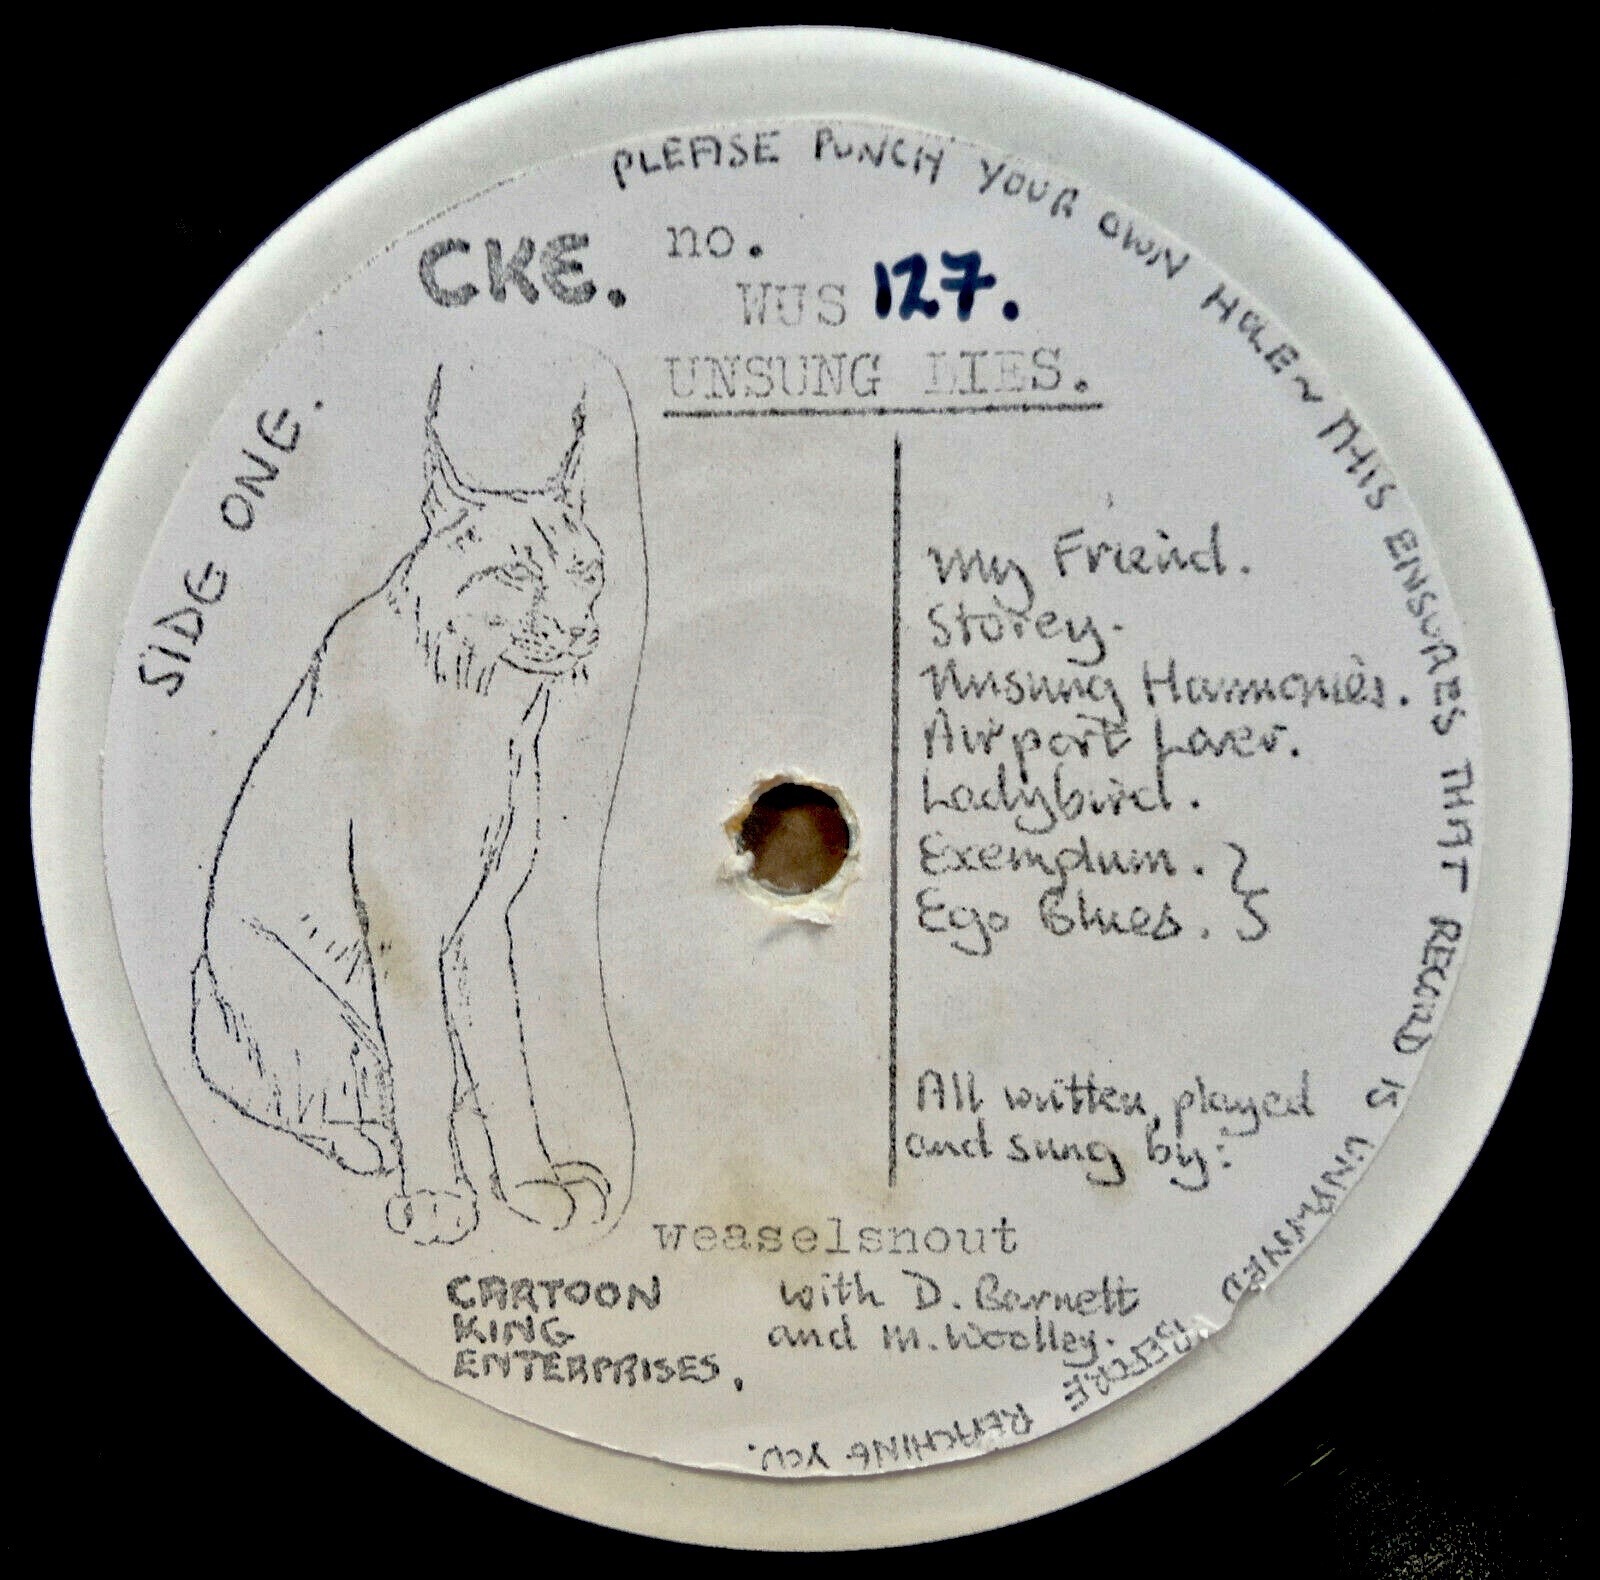 PLEASE PUNCH YOUR OWN HOLE ~ THIS ENSURES THAT RECORD IS UNPLAYED BEFORE REACHING YOU.
CKE. no.
WUS 127.
UNSUNG LIES.
SIDE ONE.
My Friend.
Storey.
Unsung Harmonies.
Airport Lover.
Ladybird.
Exemplum. }
Ego Blues. }
All written, played
and sung by:
weaselsnout
with D. Barnett
and M. Woolley.
CARTOON
KING
ENTERPRISES.